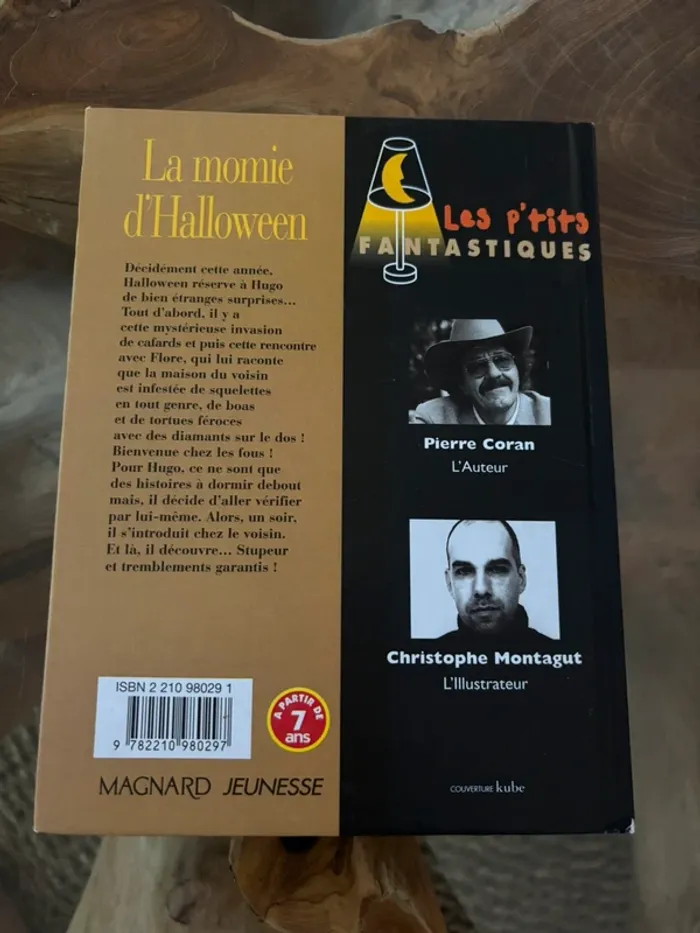 La momie
d'Halloween
Décidément cette année,
Halloween réserve à Hugo
de bien étranges surprises...
Tout d'abord, il y a
cette mystérieuse invasion
de cafards et puis cette rencontre
avec Flore, qui lui raconte
que la maison du voisin
est infestée de squelettes
en tout genre, de boas
et de tortues féroces
avec des diamants sur le dos !
Bienvenue chez les fous !
Pour Hugo, ce ne sont que
des histoires à dormir debout
mais, il décide d'aller vérifier
par lui-même. Alors, un soir,
il s'introduit chez le voisin.
Et là, il découvre... Stupeur
et tremblements garantis !
ISBN 2 210 98029 1
9 782210 980297
A PARTIR DE
7
ans
MAGNARD JEUNESSE
Les p'tits
FANTASTIQUES
Pierre Coran
L'Auteur
Christophe Montagut
L'Illustrateur
COUVERTURE kube